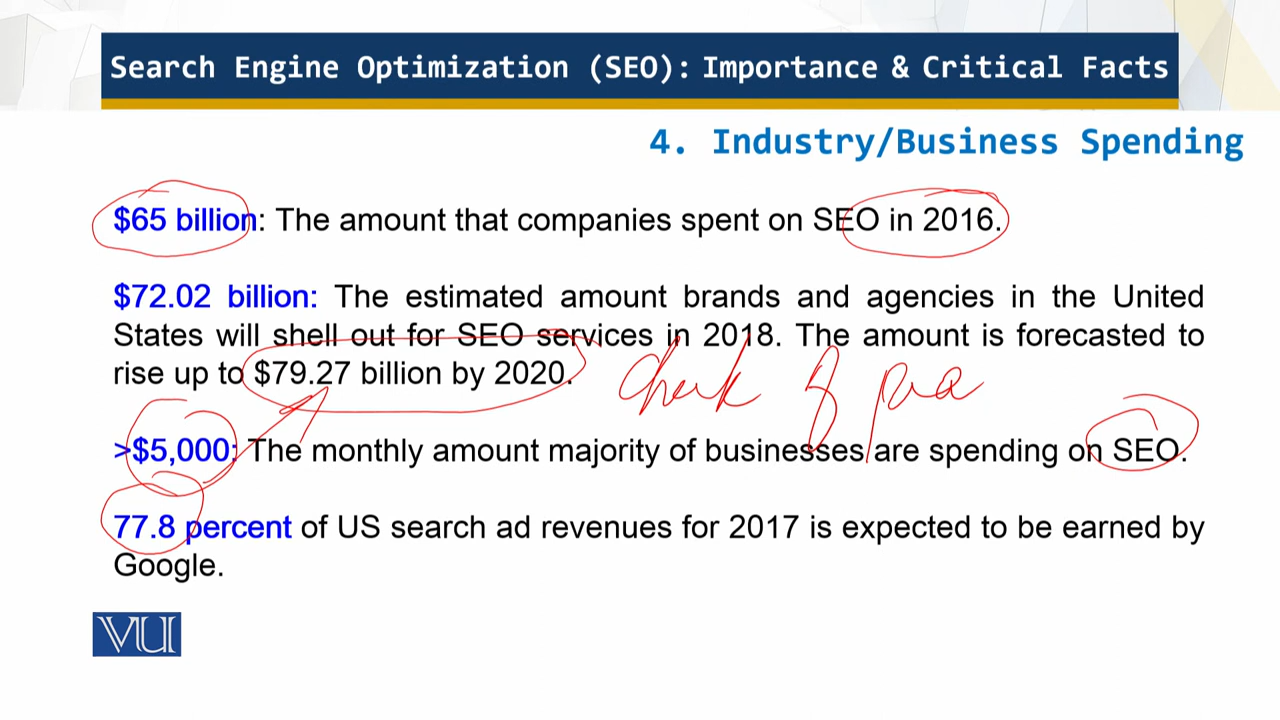 Search Engine Optimization (SEO): Importance & Critical Facts
4. Industry/Business Spending
$65 billion: The amount that companies spent on SEO in 2016.
$72.02 billion: The estimated amount brands and agencies in the United
States will shell out for SEO services in 2018. The amount is forecasted to
rise up to $79.27 billion by 2020.
>$5,000: The monthly amount majority of businesses are spending on SEO.
77.8 percent of US search ad revenues for 2017 is expected to be earned by
Google.
VU